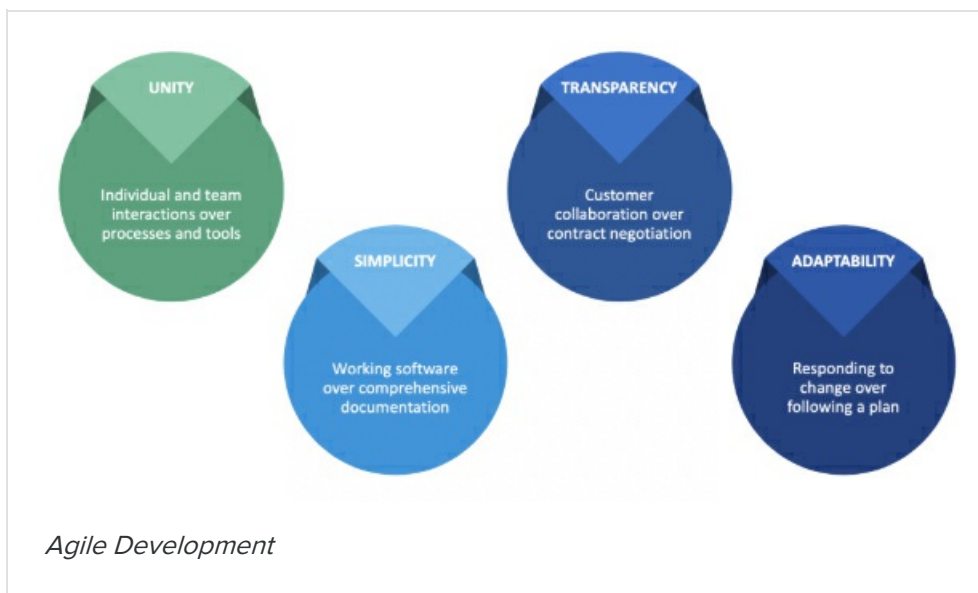 UNITY
Individual and team
interactions over
processes and tools
SIMPLICITY
Working software
over comprehensive
documentation
TRANSPARENCY
Customer
collaboration over
contract negotiation
ADAPTABILITY
Responding to
change over
following a plan
Agile Development